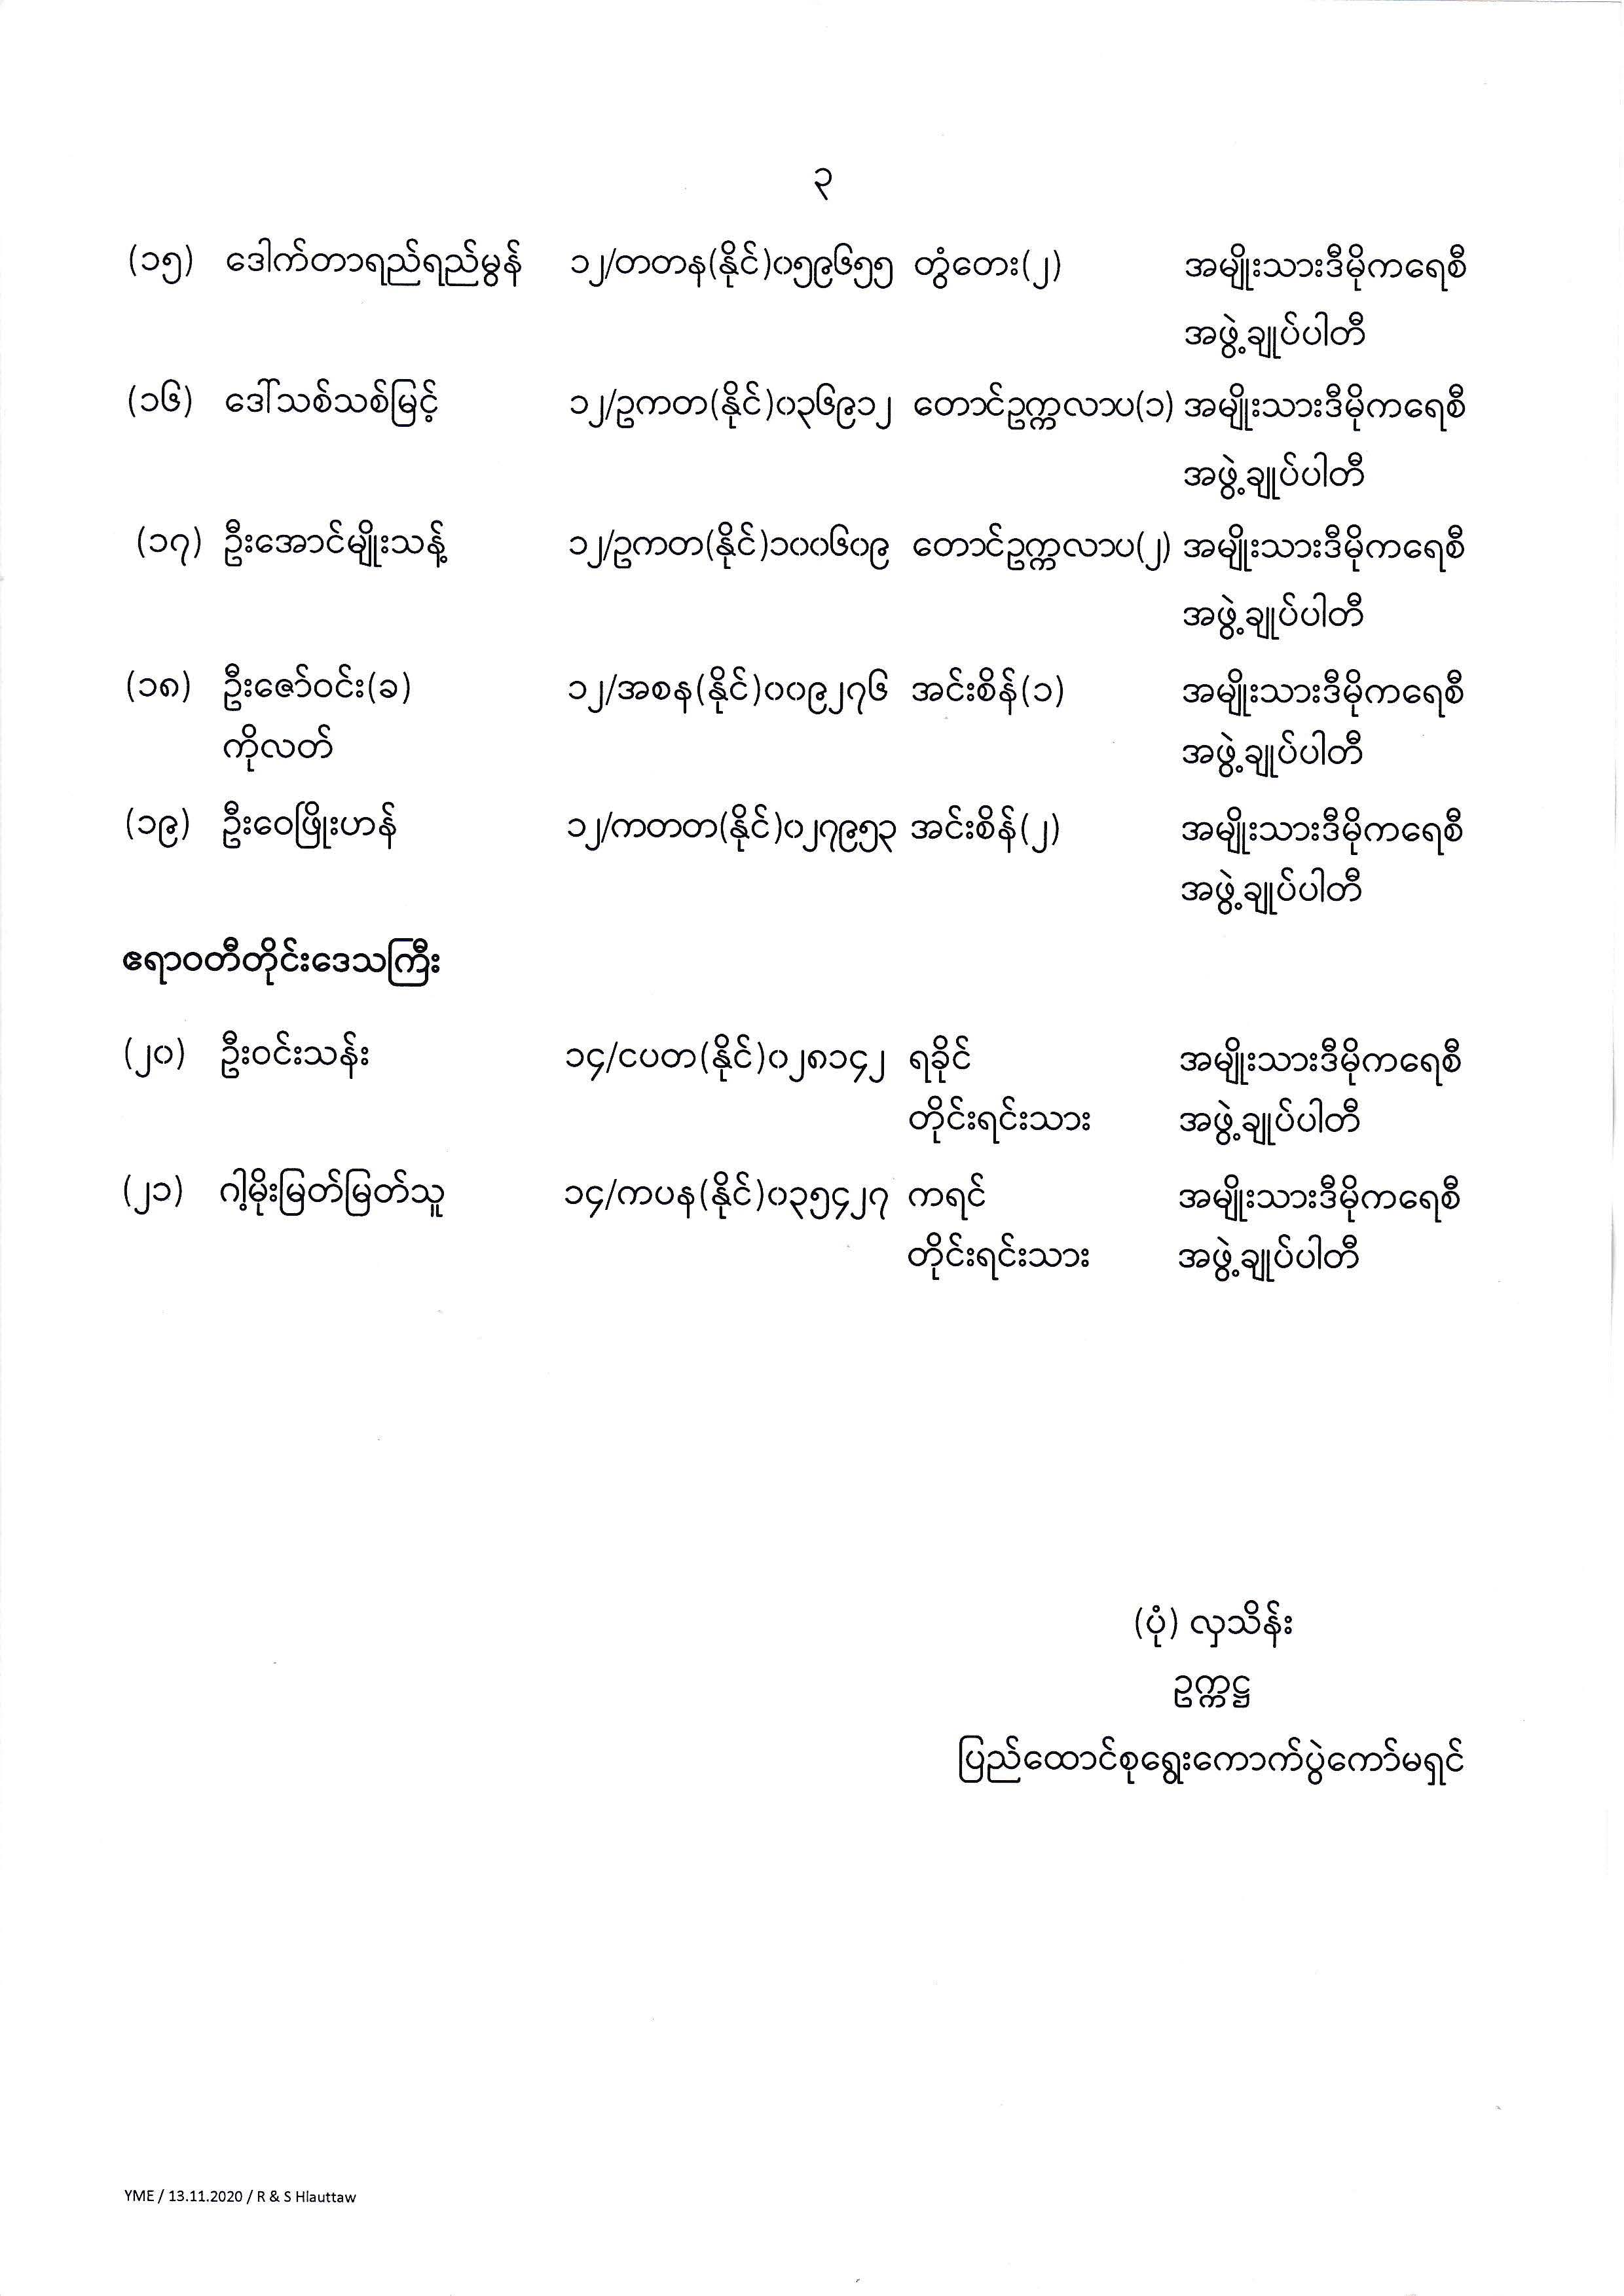 ၃
(၁၅) ဒေါက်တာရည်ရည်မွန် ၁၂/တတန(နိုင်)၀၅၉၆၅၅ တွံတေး(၂) အမျိုးသားဒီမိုကရေစီ
အဖွဲ့ချုပ်ပါတီ
(၁၆) ဒေါ်သစ်သစ်မြင့် ၁၂/ဥကတ(နိုင်)၀၃၆၉၁၂ တောင်ဥက္ကလာပ(၁) အမျိုးသားဒီမိုကရေစီ
အဖွဲ့ချုပ်ပါတီ
(၁၇) ဦးအောင်မျိုးသန့် ၁၂/ဥကတ(နိုင်)၁၀၀၆၀၉ တောင်ဥက္ကလာပ(၂) အမျိုးသားဒီမိုကရေစီ
အဖွဲ့ချုပ်ပါတီ
(၁၈) ဦးဇော်ဝင်း(ခ) ၁၂/အစန(နိုင်)၀၀၉၂၇၆ အင်းစိန်(၁) အမျိုးသားဒီမိုကရေစီ
ကိုလတ် အဖွဲ့ချုပ်ပါတီ
(၁၉) ဦးဝေဖြိုးဟန် ၁၂/ကတတ(နိုင်)၀၂၇၉၅၃ အင်းစိန်(၂) အမျိုးသားဒီမိုကရေစီ
အဖွဲ့ချုပ်ပါတီ
ဧရာဝတီတိုင်းဒေသကြီး
(၂၀) ဦးဝင်းသန်း ၁၄/ငပတ(နိုင်)၀၂၈၁၄၂ ရခိုင် အမျိုးသားဒီမိုကရေစီ
တိုင်းရင်းသား အဖွဲ့ချုပ်ပါတီ
(၂၁) ဂါ့မိုးမြတ်မြတ်သူ ၁၄/ကပန(နိုင်)၀၃၅၄၂၇ ကရင် အမျိုးသားဒီမိုကရေစီ
တိုင်းရင်းသား အဖွဲ့ချုပ်ပါတီ
(ပုံ) လှသိန်း
ဥက္ကဋ္ဌ
ပြည်ထောင်စုရွေးကောက်ပွဲကော်မရှင်
YME / 13.11.2020 / R & S Hlauttaw